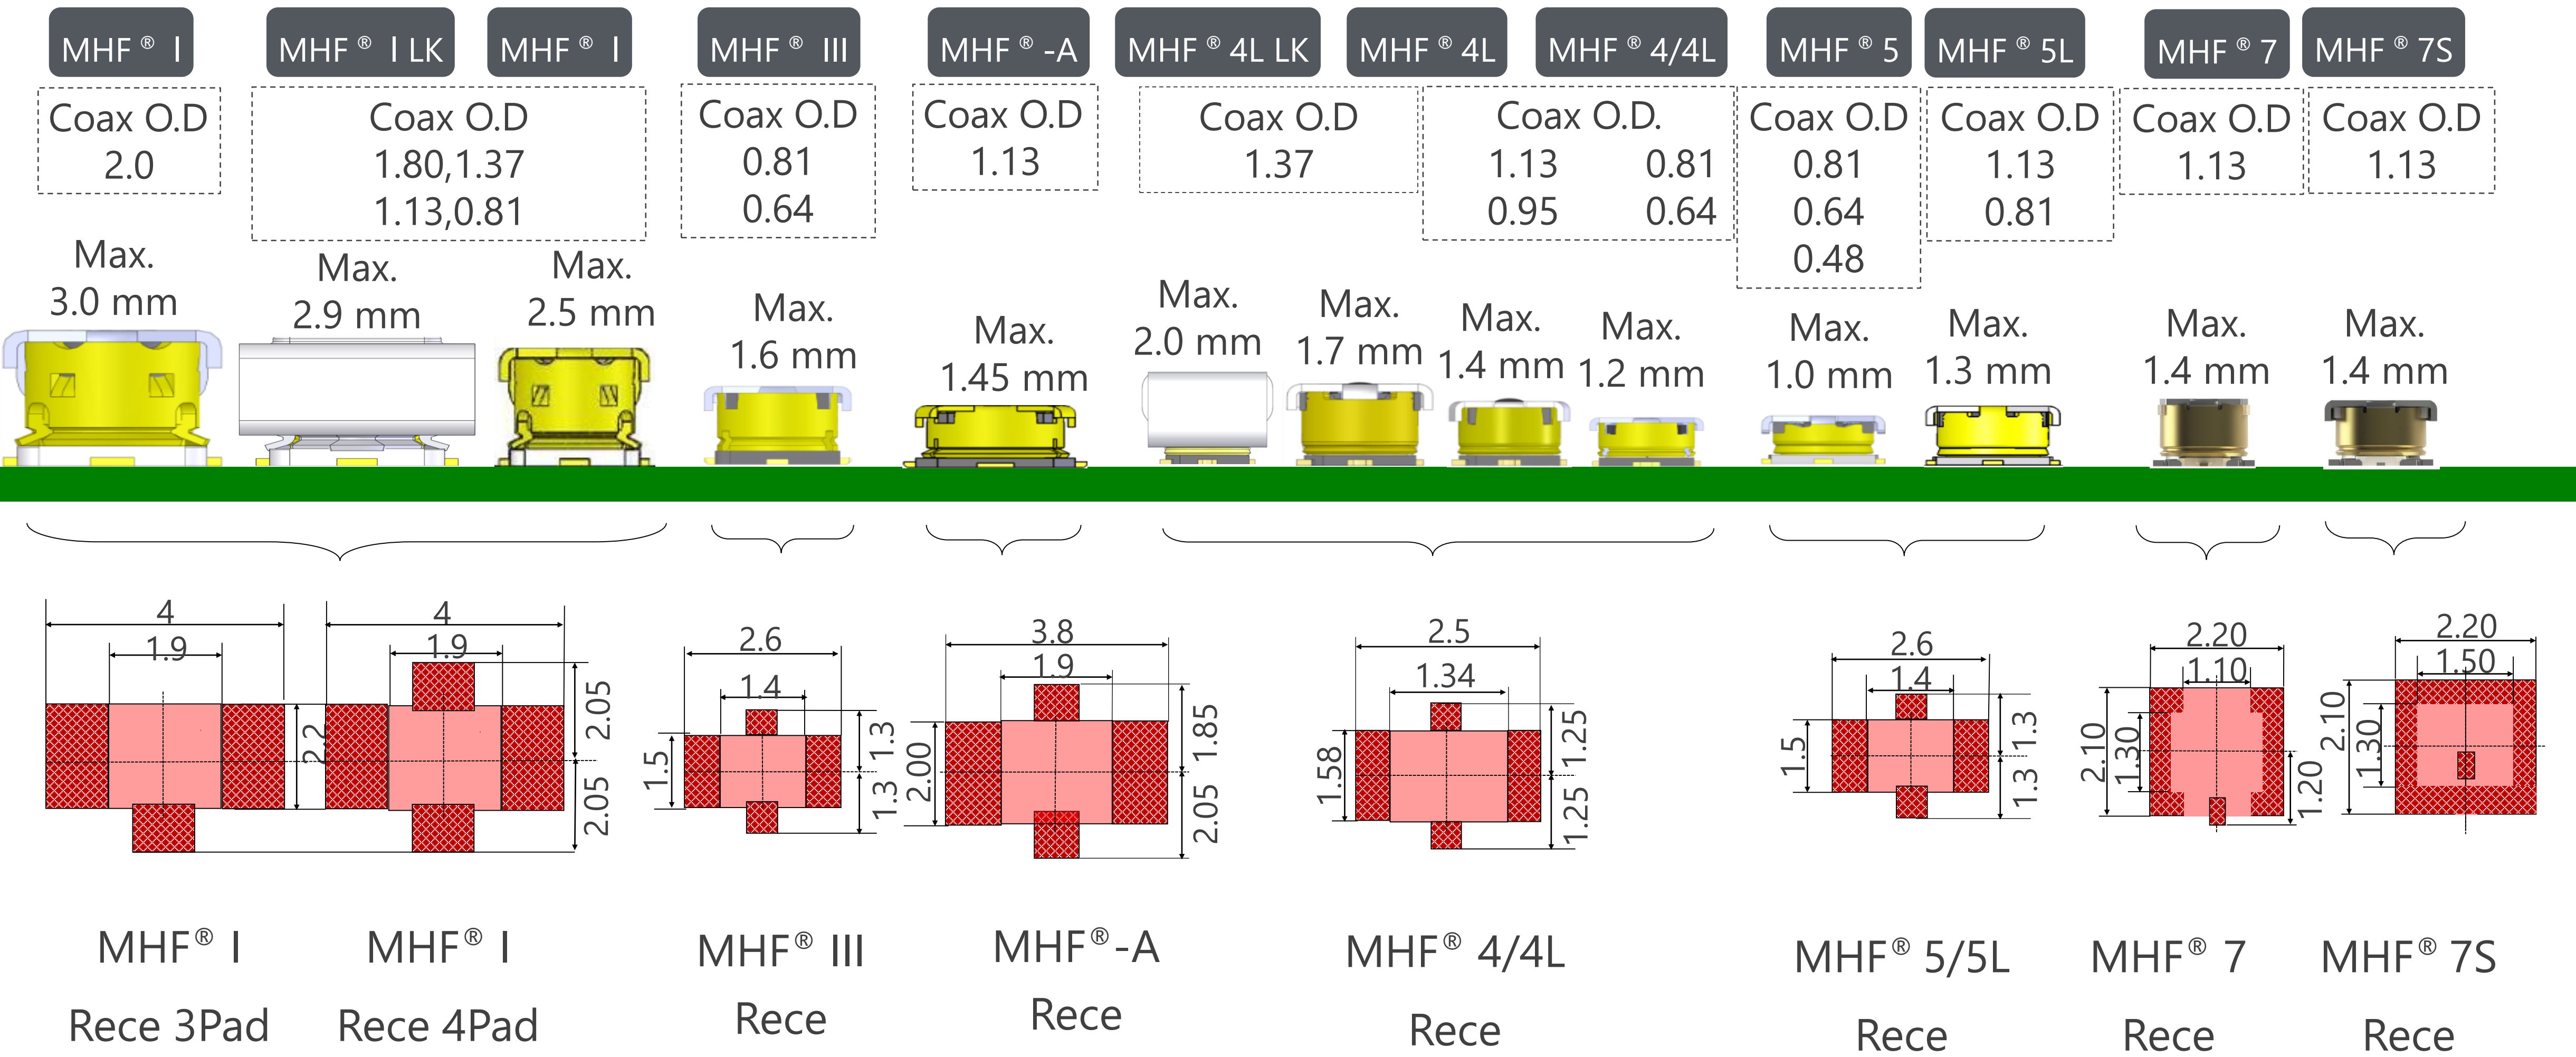 MHF® I
MHF® I LK
MHF® I
MHF® III
MHF®-A
MHF® 4L LK
MHF® 4L
MHF® 4/4L
MHF® 5
MHF® 5L
MHF® 7
MHF® 7S
Coax O.D
2.0
Coax O.D
1.80,1.37
1.13,0.81
Coax O.D
0.81
0.64
Coax O.D
1.13
Coax O.D
1.37
Coax O.D.
1.13 0.81
0.95 0.64
Coax O.D
0.81
0.64
0.48
Coax O.D
1.13
0.81
Coax O.D
1.13
Coax O.D
1.13
Max.
3.0 mm
Max.
2.9 mm
Max.
2.5 mm
Max.
1.6 mm
Max.
1.45 mm
Max.
2.0 mm
Max.
1.7 mm
Max.
1.4 mm
Max.
1.2 mm
Max.
1.0 mm
Max.
1.3 mm
Max.
1.4 mm
Max.
1.4 mm
4
1.9
2.2
4
1.9
2.05
2.05
2.6
1.4
1.5
1.3
1.3
3.8
1.9
2.00
1.85
2.05
2.5
1.34
1.58
1.25
1.25
2.6
1.4
1.5
1.3
1.3
2.20
1.10
2.10
1.30
1.20
2.20
1.50
2.10
1.30
MHF® I
Rece 3Pad
MHF® I
Rece 4Pad
MHF® III
Rece
MHF®-A
Rece
MHF® 4/4L
Rece
MHF® 5/5L
Rece
MHF® 7
Rece
MHF® 7S
Rece